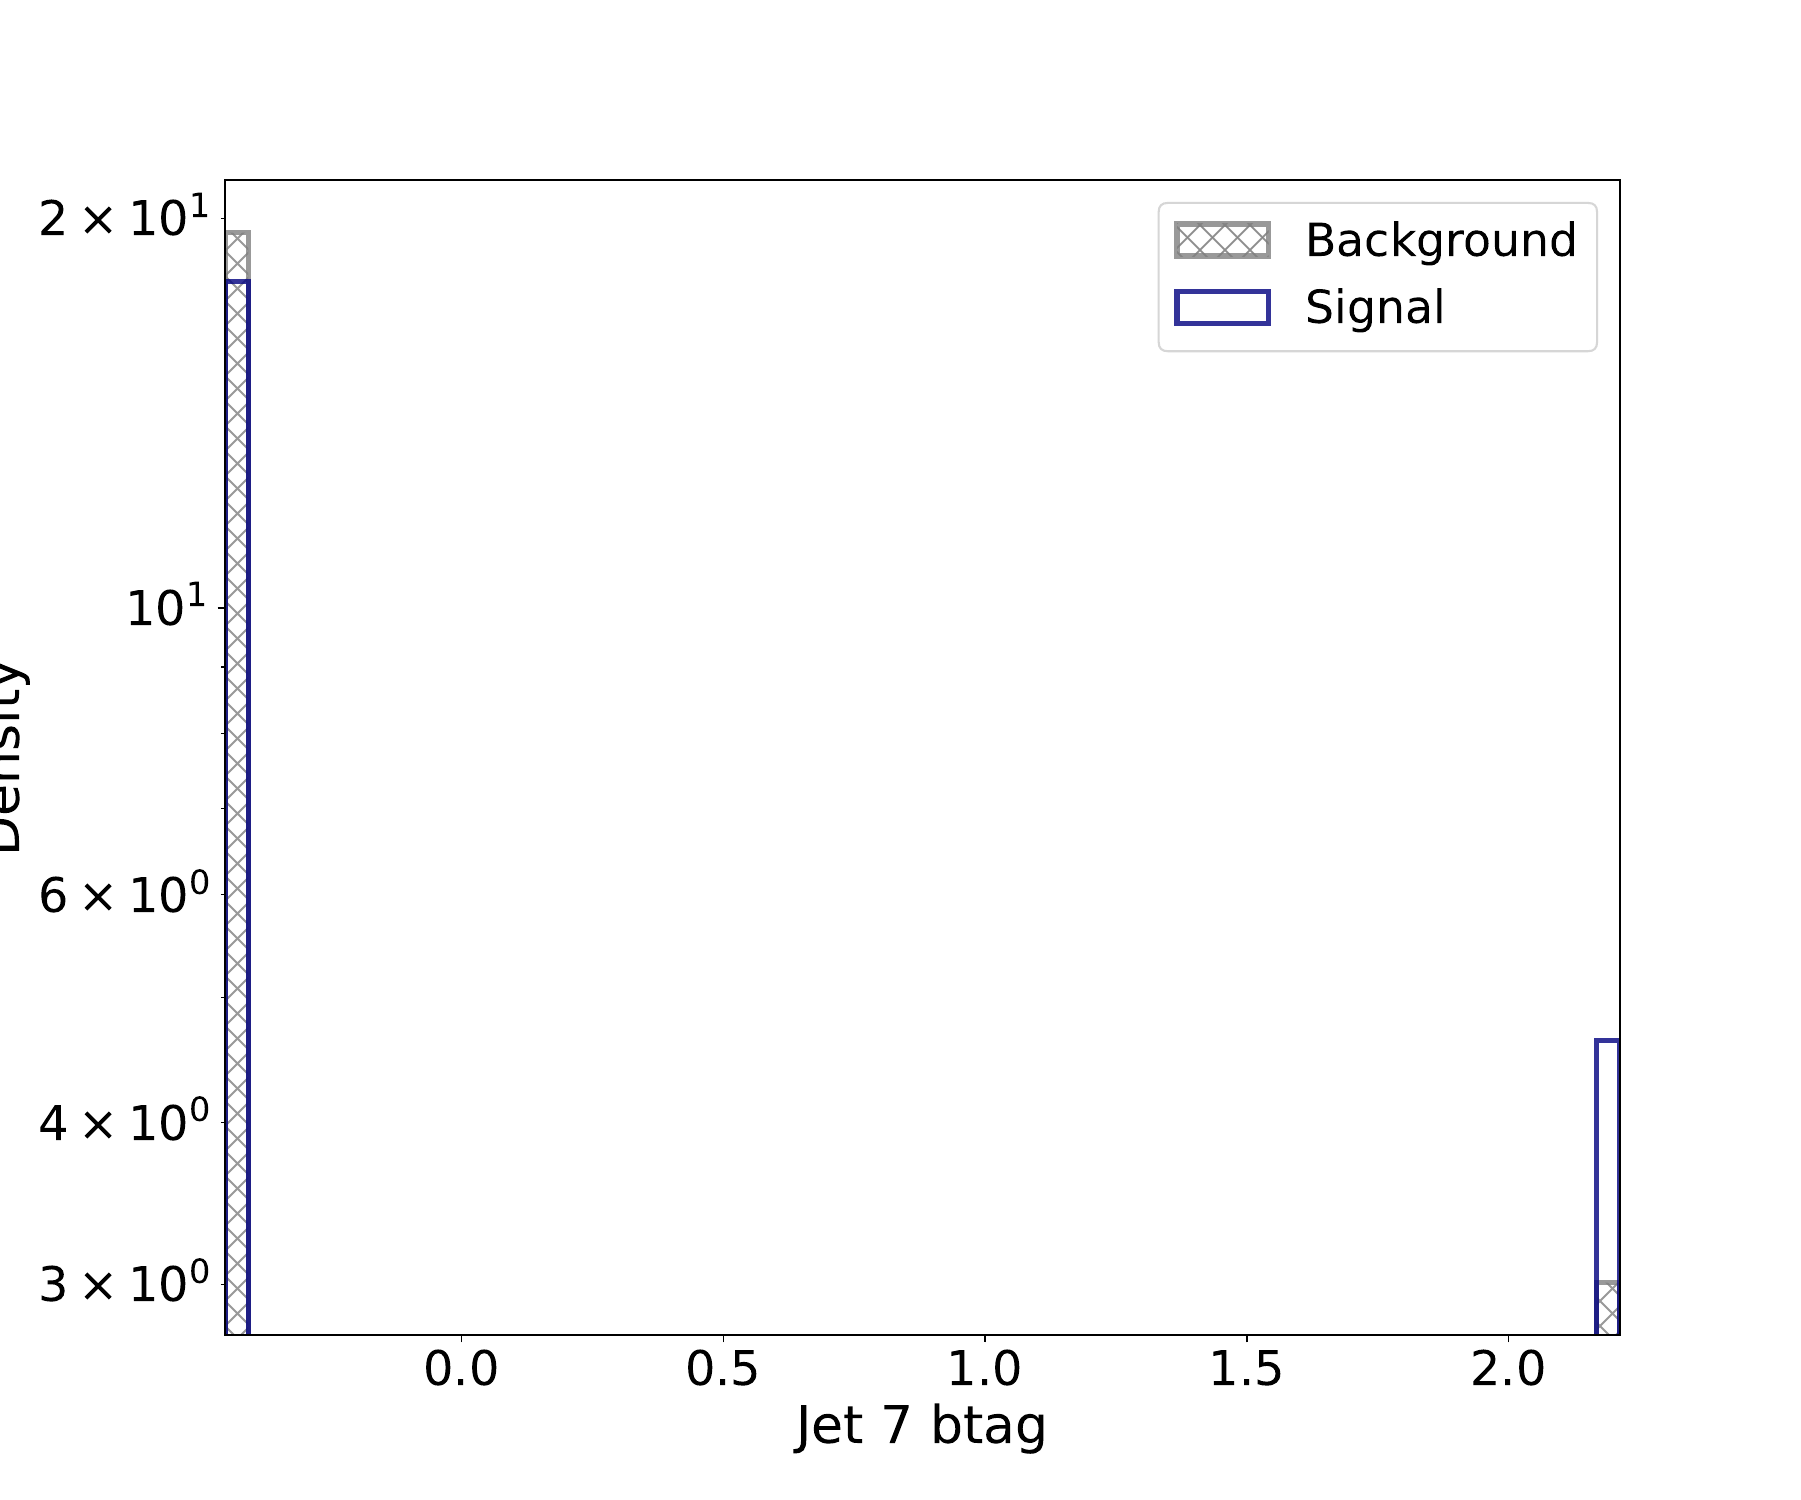 2 × 10¹
10¹
6 × 10⁰
4 × 10⁰
3 × 10⁰
Density
Background
Signal
0.0 0.5 1.0 1.5 2.0
Jet 7 btag